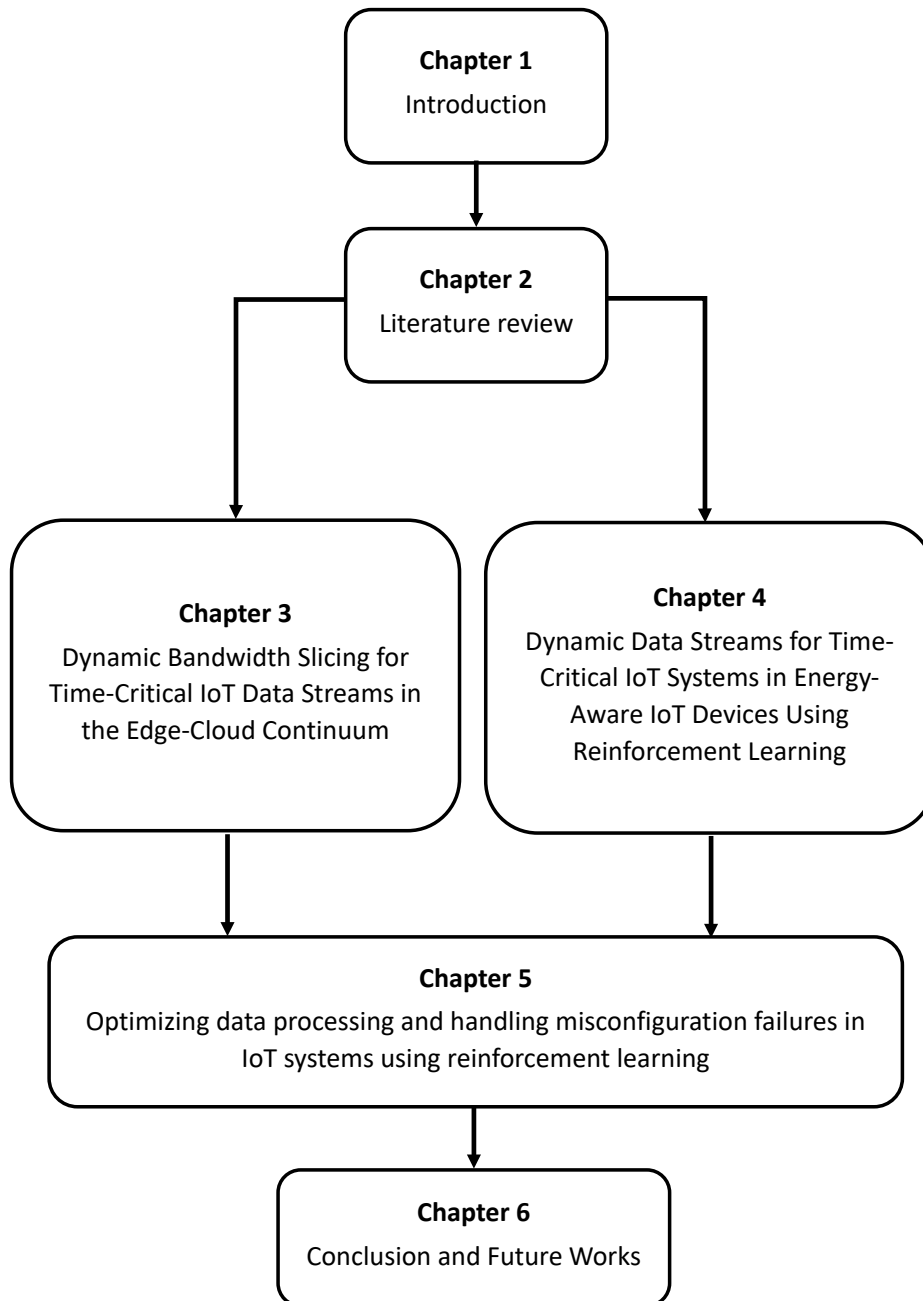 Chapter 1
Introduction
Chapter 2
Literature review
Chapter 3
Dynamic Bandwidth Slicing for
Time-Critical IoT Data Streams in
the Edge-Cloud Continuum
Chapter 4
Dynamic Data Streams for Time-
Critical IoT Systems in Energy-
Aware IoT Devices Using
Reinforcement Learning
Chapter 5
Optimizing data processing and handling misconfiguration failures in
IoT systems using reinforcement learning
Chapter 6
Conclusion and Future Works